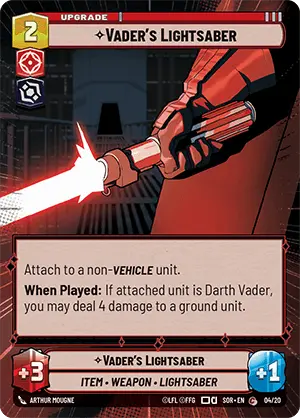 UPGRADE
2
✧VADER'S LIGHTSABER
Attach to a non-VEHICLE unit.
When Played: If attached unit is Darth Vader,
you may deal 4 damage to a ground unit.
+3
✧VADER'S LIGHTSABER
+1
ITEM • WEAPON • LIGHTSABER
ARTHUR MOUGNE
©LFL ©FFG
SOR • EN
04/20